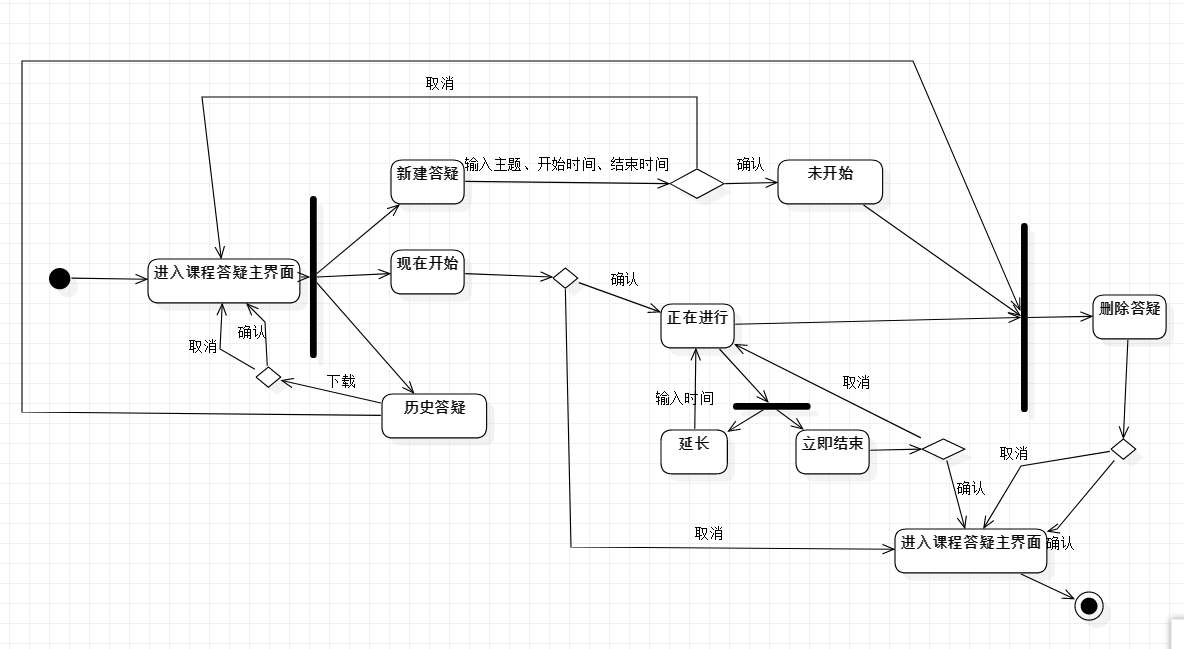 取消
新建答疑
输入主题、开始时间、结束时间
确认
未开始
进入课程答疑主界面
现在开始
确认
正在进行
删除答疑
确认
取消
下载
历史答疑
取消
输入时间
延长
立即结束
取消
确认
取消
进入课程答疑主界面
确认